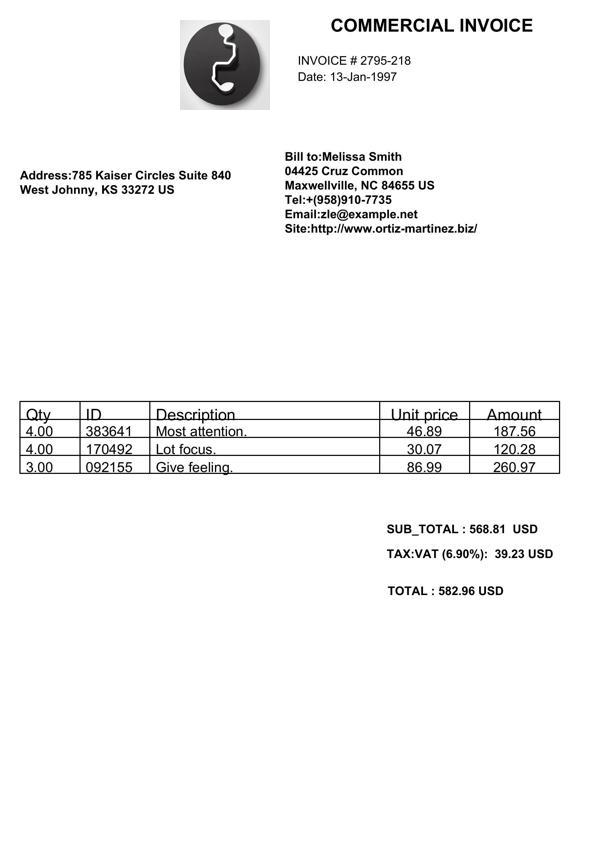 COMMERCIAL INVOICE
INVOICE # 2795-218
Date: 13-Jan-1997
Address:785 Kaiser Circles Suite 840
West Johnny, KS 33272 US
Bill to:Melissa Smith
04425 Cruz Common
Maxwellville, NC 84655 US
Tel:+(958)910-7735
Email:zle@example.net
Site:http://www.ortiz-martinez.biz/
Qty ID Description Unit price Amount
4.00 383641 Most attention. 46.89 187.56
4.00 170492 Lot focus. 30.07 120.28
3.00 092155 Give feeling. 86.99 260.97
SUB_TOTAL : 568.81 USD
TAX:VAT (6.90%): 39.23 USD
TOTAL : 582.96 USD